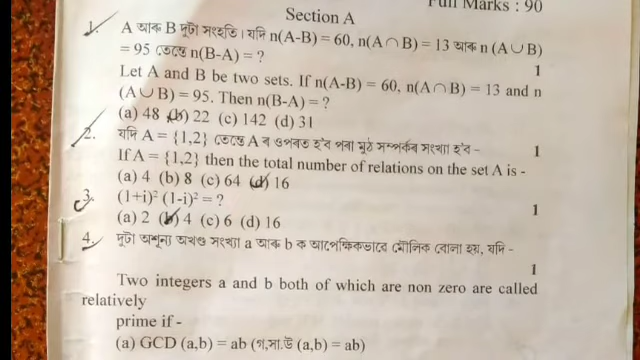 Full Marks : 90
Section A
1. A আৰু B দুটা সংহতি। যদি n(A-B) = 60, n(A∩B) = 13 আৰু n (A∪B)
= 95 তেন্তে n(B-A) = ?
1
Let A and B be two sets. If n(A-B) = 60, n(A∩B) = 13 and n
(A∪B) = 95. Then n(B-A) = ?
(a) 48 (b) 22 (c) 142 (d) 31
2. যদি A = {1,2} তেন্তে A ৰ ওপৰত হ'ব পৰা মুঠ সম্পৰ্কৰ সংখ্যা হ'ব –
1
If A = {1,2} then the total number of relations on the set A is -
(a) 4 (b) 8 (c) 64 (d) 16
3. (1+i)² (1-i)² = ?
1
(a) 2 (b) 4 (c) 6 (d) 16
4. দুটা অশূন্য অখণ্ড সংখ্যা a আৰু b ক আপেক্ষিকভাবে মৌলিক বোলা হয়, যদি -
1
Two integers a and b both of which are non zero are called
relatively
prime if -
(a) GCD (a,b) = ab (গ.সা.উ (a,b) = ab)